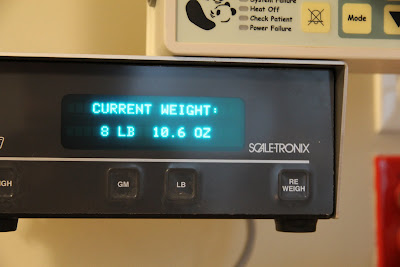 System Failure
Heat Off
Check Patient
Power Failure
Mode
CURRENT WEIGHT:
8 LB 10.6 OZ
SCALE-TRONIX
GM
LB
RE
WEIGH